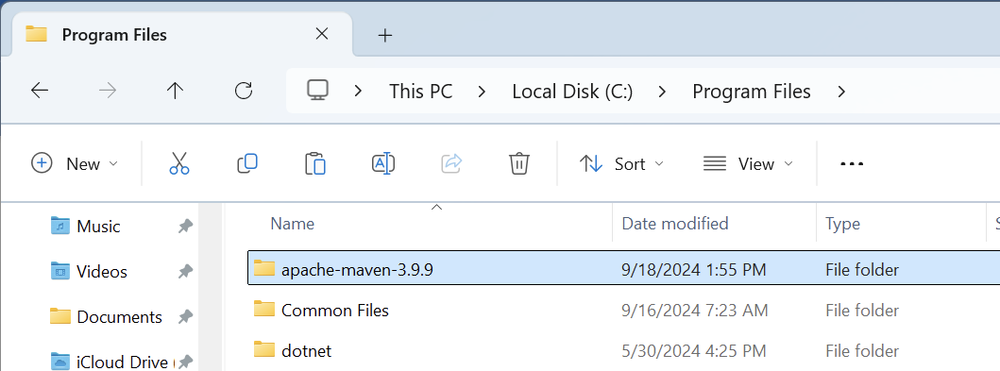 Program Files
This PC > Local Disk (C:) > Program Files >
New Sort View
Name Date modified Type
Music
Videos
Documents
iCloud Drive (
apache-maven-3.9.9 9/18/2024 1:55 PM File folder
Common Files 9/16/2024 7:23 AM File folder
dotnet 5/30/2024 4:25 PM File folder